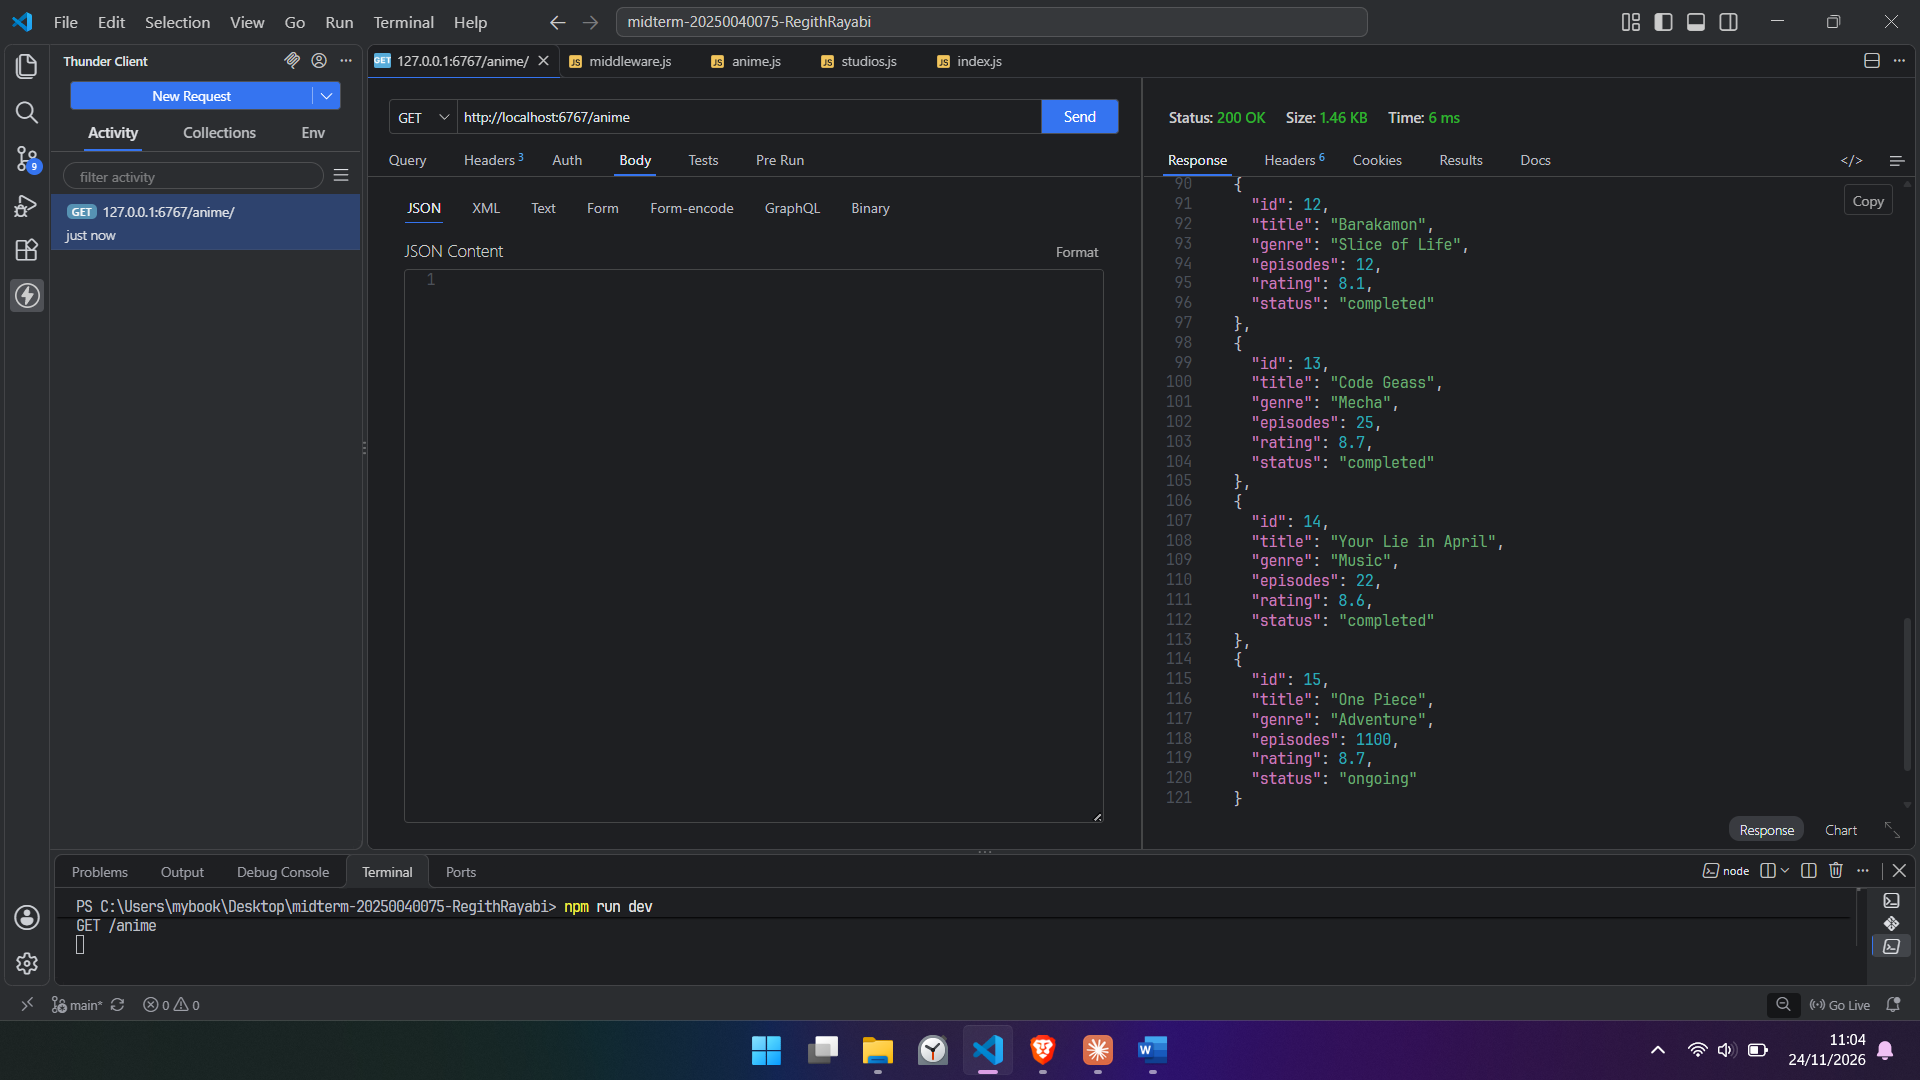 File Edit Selection View Go Run Terminal Help
midterm-20250040075-RegithRayabi
Thunder Client
New Request
Activity Collections Env
filter activity
GET 127.0.0.1:6767/anime/
just now
9
GET 127.0.0.1:6767/anime/
JS middleware.js
JS anime.js
JS studios.js
JS index.js
GET http://localhost:6767/anime Send
Query Headers 3 Auth Body Tests Pre Run
JSON XML Text Form Form-encode GraphQL Binary
JSON Content Format
1
Status: 200 OK Size: 1.46 KB Time: 6 ms
Response Headers 6 Cookies Results Docs </>
Copy
90 {
91 "id": 12,
92 "title": "Barakamon",
93 "genre": "Slice of Life",
94 "episodes": 12,
95 "rating": 8.1,
96 "status": "completed"
97 },
98 {
99 "id": 13,
100 "title": "Code Geass",
101 "genre": "Mecha",
102 "episodes": 25,
103 "rating": 8.7,
104 "status": "completed"
105 },
106 {
107 "id": 14,
108 "title": "Your Lie in April",
109 "genre": "Music",
110 "episodes": 22,
111 "rating": 8.6,
112 "status": "completed"
113 },
114 {
115 "id": 15,
116 "title": "One Piece",
117 "genre": "Adventure",
118 "episodes": 1100,
119 "rating": 8.7,
120 "status": "ongoing"
121 }
Response Chart
Problems Output Debug Console Terminal Ports
node
PS C:\Users\mybook\Desktop\midterm-20250040075-RegithRayabi> npm run dev
GET /anime
main* 0 0
Go Live
W
11:04
24/11/2026